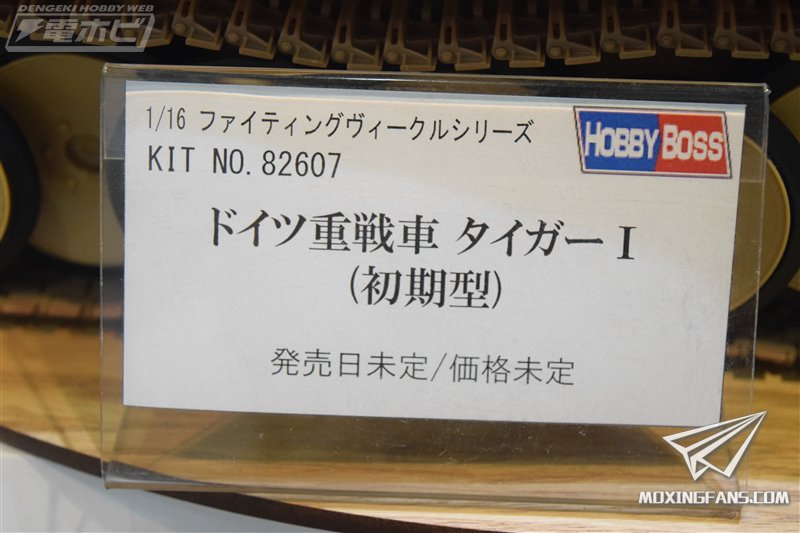 DENGEKI HOBBY WEB
電ホビ
1/16 ファイティングヴィークルシリーズ
KIT NO. 82607
HOBBY BOSS
ドイツ重戦車 タイガー I
(初期型)
発売日未定/価格未定
MOXINGFANS.COM